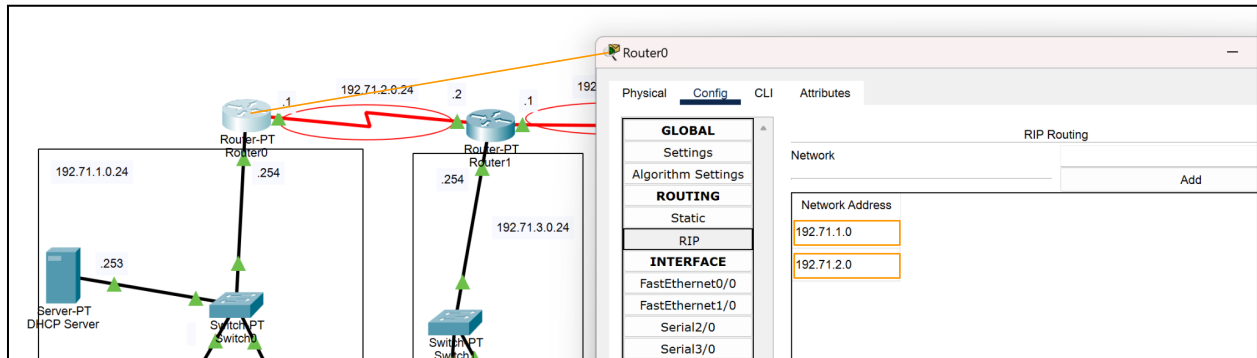 192.71.2.0.24
.1
.2
.1
192
Router-PT
Router0
Router-PT
Router1
192.71.1.0.24
.254
.254
192.71.3.0.24
.253
Server-PT
DHCP Server
Switch-PT
Switch0
Switch-PT
Router0
Physical Config CLI Attributes
GLOBAL
Settings
Algorithm Settings
ROUTING
Static
RIP
INTERFACE
FastEthernet0/0
FastEthernet1/0
Serial2/0
Serial3/0
RIP Routing
Network
Add
Network Address
192.71.1.0
192.71.2.0